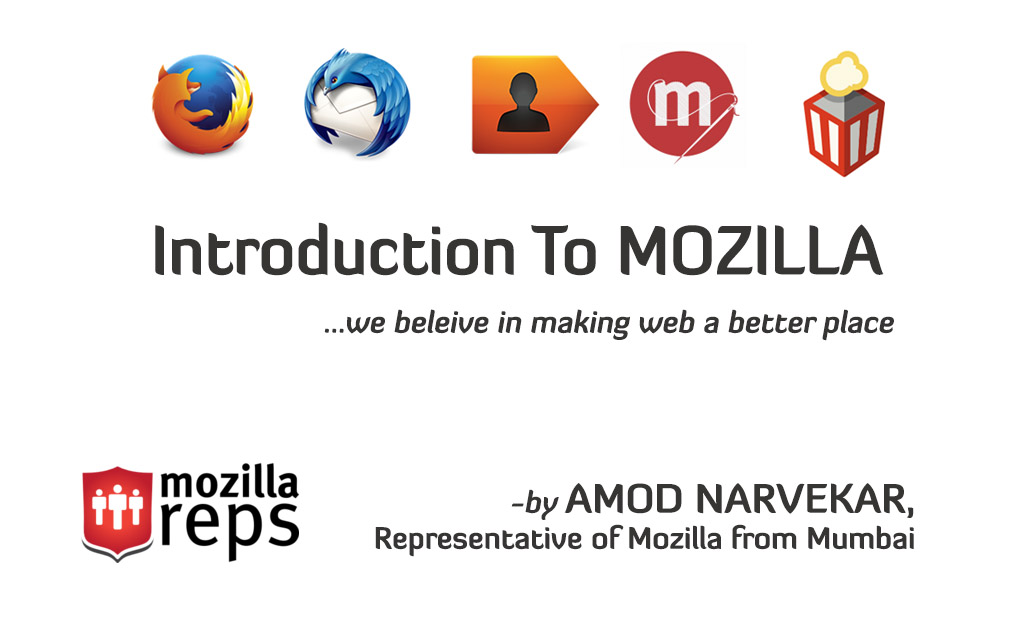 m
Introduction To MOZILLA
...we beleive in making web a better place
mozilla
reps
-by AMOD NARVEKAR,
Representative of Mozilla from Mumbai